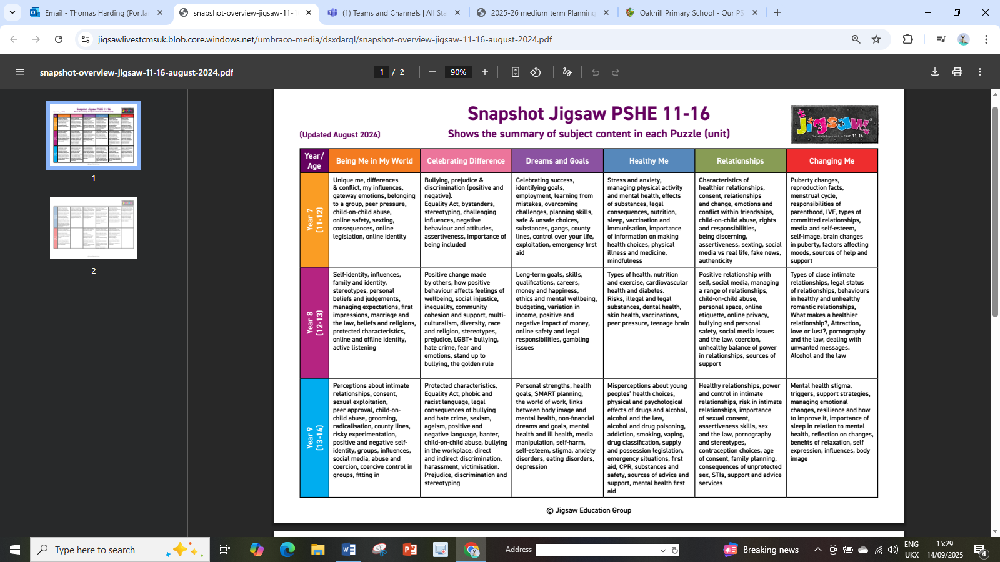 Email - Thomas Harding (Portla
snapshot-overview-jigsaw-11-1
(1) Teams and Channels | All Sta
2025-26 medium term Planning
Oakhill Primary School - Our PS
jigsawlivestcmsuk.blob.core.windows.net/umbraco-media/dsxdarql/snapshot-overview-jigsaw-11-16-august-2024.pdf
snapshot-overview-jigsaw-11-16-august-2024.pdf
1 / 2
90%
1
2
Snapshot Jigsaw PSHE 11-16
(Updated August 2024)
Shows the summary of subject content in each Puzzle (unit)
jigsaw
The mindful approach to PSHE 11-16
Year/
Age
Being Me in My World
Celebrating Difference
Dreams and Goals
Healthy Me
Relationships
Changing Me
Year 7
(11-12)
Unique me, differences
& conflict, my influences,
gateway emotions, belonging
to a group, peer pressure,
child-on-child abuse,
online safety, sexting,
consequences, online
legislation, online identity
Bullying, prejudice &
discrimination (positive and
negative).
Equality Act, bystanders,
stereotyping, challenging
influences, negative
behaviour and attitudes,
assertiveness, importance of
being included
Celebrating success,
identifying goals,
employment, learning from
mistakes, overcoming
challenges, planning skills,
safe & unsafe choices,
substances, gangs, county
lines, control over your life,
exploitation, emergency first
aid
Stress and anxiety,
managing physical activity
and mental health, effects
of substances, legal
consequences, nutrition,
sleep, vaccination and
immunisation, importance
of information on making
health choices, physical
illness and medicine,
mindfulness
Characteristics of
healthier relationships,
consent, relationships
and change, emotions and
conflict within friendships,
child-on-child abuse, rights
and responsibilities,
being discerning,
assertiveness, sexting, social
media vs real life, fake news,
authenticity
Puberty changes,
reproduction facts,
menstrual cycle,
responsibilities of
parenthood, IVF, types of
committed relationships,
media and self-esteem,
self-image, brain changes
in puberty, factors affecting
moods, sources of help and
support
Year 8
(12-13)
Self-identity, influences,
family and identity,
stereotypes, personal
beliefs and judgements,
managing expectations, first
impressions, marriage and
the law, beliefs and religions,
protected characteristics,
online and offline identity,
active listening
Positive change made
by others, how positive
behaviour affects feelings of
wellbeing, social injustice,
inequality, community
cohesion and support, multi-
culturalism, diversity, race
and religion, stereotypes,
prejudice, LGBT+ bullying,
hate crime, fear and
emotions, stand up to
bullying, the golden rule
Long-term goals, skills,
qualifications, careers,
money and happiness,
ethics and mental wellbeing,
budgeting, variation in
income, positive and
negative impact of money,
online safety and legal
responsibilities, gambling
issues
Types of health, nutrition
and exercise, cardiovascular
health and diabetes.
Risks, illegal and legal
substances, dental health,
skin health, vaccinations,
peer pressure, teenage brain
Positive relationship with
self, social media, managing
a range of relationships,
child-on-child abuse,
personal space, online
etiquette, online privacy,
bullying and personal
safety, social media issues
and the law, coercion,
unhealthy balance of power
in relationships, sources of
support
Types of close intimate
relationships, legal status
of relationships, behaviours
in healthy and unhealthy
romantic relationships,
What makes a healthier
relationship?, Attraction,
love or lust?, pornography
and the law, dealing with
unwanted messages.
Alcohol and the law
Year 9
(13-14)
Perceptions about intimate
relationships, consent,
sexual exploitation,
peer approval, child-on-
child abuse, grooming,
radicalisation, county lines,
risky experimentation,
positive and negative self-
identity, groups, influences,
social media, abuse and
coercion, coercive control in
groups, fitting in
Protected characteristics,
Equality Act, phobic and
racist language, legal
consequences of bullying
and hate crime, sexism,
ageism, positive and
negative language, banter,
child-on-child abuse, bullying
in the workplace, direct
and indirect discrimination,
harassment, victimisation.
Prejudice, discrimination and
stereotyping
Personal strengths, health
goals, SMART planning,
the world of work, links
between body image and
mental health, non-financial
dreams and goals, mental
health and ill health, media
manipulation, self-harm,
self-esteem, stigma, anxiety
disorders, eating disorders,
depression
Misperceptions about young
peoples' health choices,
physical and psychological
effects of drugs and alcohol,
alcohol and the law,
alcohol and drug poisoning,
addiction, smoking, vaping,
drug classification, supply
and possession legislation,
emergency situations, first
aid, CPR, substances and
safety, sources of advice and
support, mental health first
aid
Healthy relationships, power
and control in intimate
relationships, risk in intimate
relationships, importance
of sexual consent,
assertiveness skills, sex
and the law, pornography
and stereotypes,
contraception choices, age
of consent, family planning,
consequences of unprotected
sex, STIs, support and advice
services
Mental health stigma,
triggers, support strategies,
managing emotional
changes, resilience and how
to improve it, importance of
sleep in relation to mental
health, reflection on changes,
benefits of relaxation, self
expression, influences, body
image
© Jigsaw Education Group
Type here to search
Address
Breaking news
ENG
UKX
15:29
14/09/2025
4